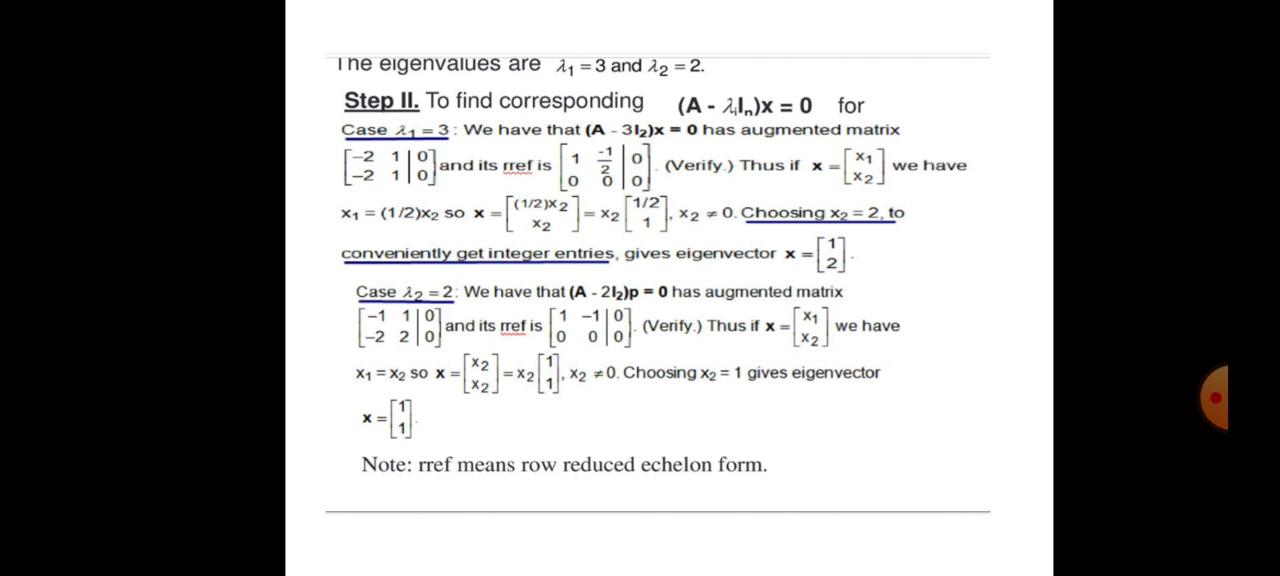 The eigenvalues are λ₁ = 3 and λ₂ = 2.
Step II. To find corresponding (A - λᵢIₙ)x = 0 for
Case λ₁ = 3 : We have that (A - 3I₂)x = 0 has augmented matrix
[-2 1 | 0; -2 1 | 0] and its rref is [1 -1/2 | 0; 0 0 | 0]. (Verify.) Thus if x = [x₁; x₂] we have
x₁ = (1/2)x₂ so x = [(1/2)x₂; x₂] = x₂ [1/2; 1], x₂ ≠ 0. Choosing x₂ = 2, to
conveniently get integer entries, gives eigenvector x = [1; 2].
Case λ₂ = 2: We have that (A - 2I₂)p = 0 has augmented matrix
[-1 1 | 0; -2 2 | 0] and its rref is [1 -1 | 0; 0 0 | 0]. (Verify.) Thus if x = [x₁; x₂] we have
x₁ = x₂ so x = [x₂; x₂] = x₂ [1; 1], x₂ ≠ 0. Choosing x₂ = 1 gives eigenvector
x = [1; 1].
Note: rref means row reduced echelon form.